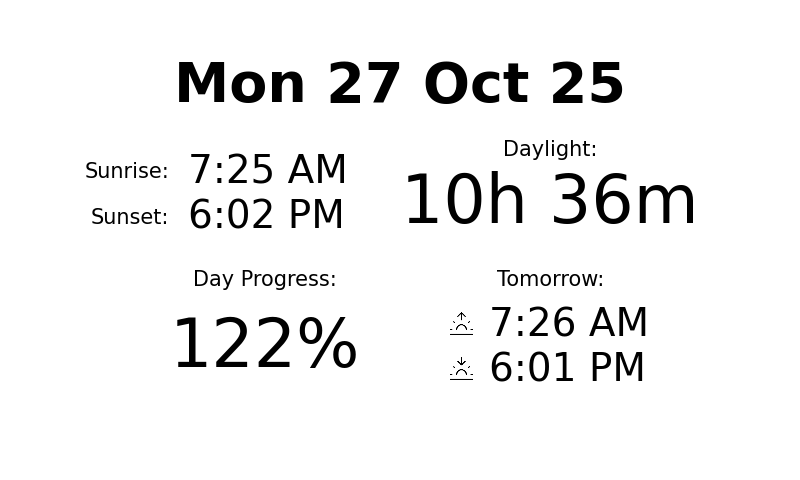 Mon 27 Oct 25
Sunrise: 7:25 AM
Sunset: 6:02 PM
Daylight:
10h 36m
Day Progress:
122%
Tomorrow:
7:26 AM
6:01 PM